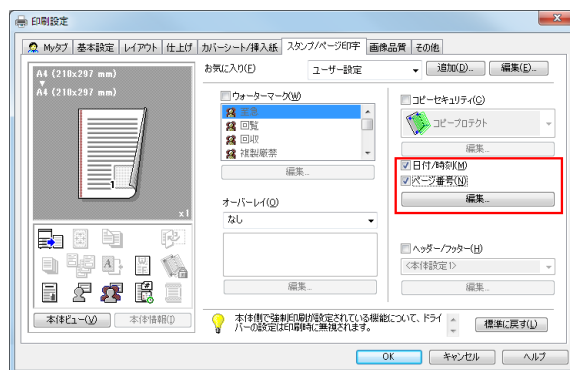 印刷設定
Myタブ 基本設定 レイアウト 仕上げ カバーシート/挿入紙 スタンプ/ページ印字 画像品質 その他
A4 (210x297 mm)
A4 (210x297 mm)
1
x1
本体ビュー(V) 本体情報(I)
お気に入り(F) ユーザー設定 追加(D)... 編集(E)...
ウォーターマーク(W)
至急
回覧
回収
複製厳禁
編集...
オーバーレイ(O)
なし
編集...
コピーセキュリティ(C)
コピープロテクト
編集...
日付/時刻(M)
ページ番号(N)
編集...
ヘッダー/フッター(H)
<本体設定1>
編集...
本体側で強制印刷が設定されている機能について、ドライ
バーの設定は印刷時に無視されます。
標準に戻す(L)
OK キャンセル ヘルプ